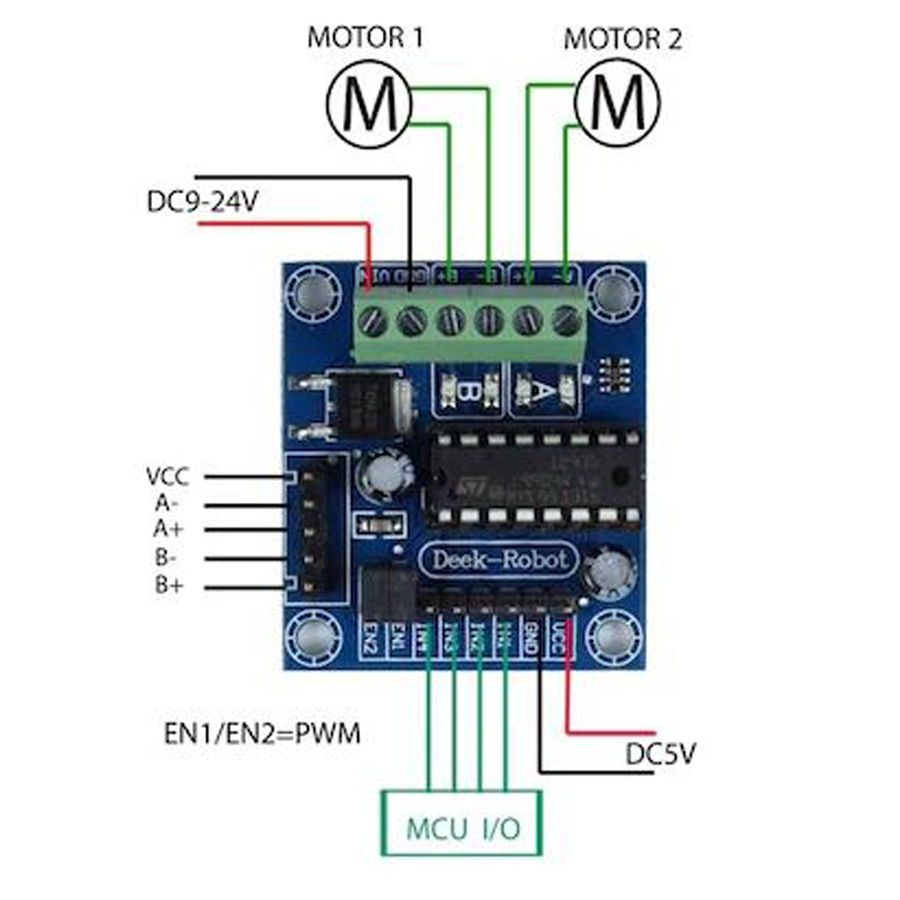 MOTOR 1
MOTOR 2
M
M
DC9-24V
GND
B
A
VCC
A-
A+
B-
B+
Deek-Robot
EN2
EN1
IN4
IN3
IN2
IN1
GND
VCC
EN1/EN2=PWM
DC5V
MCU I/O